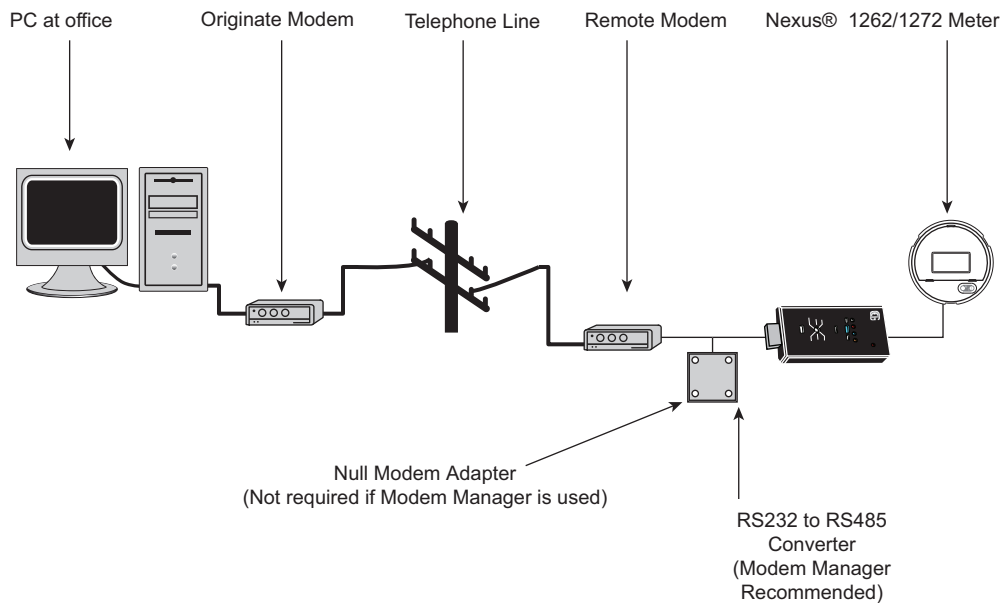 PC at office
Originate Modem
Telephone Line
Remote Modem
Nexus® 1262/1272 Meter
Null Modem Adapter
(Not required if Modem Manager is used)
RS232 to RS485
Converter
(Modem Manager
Recommended)